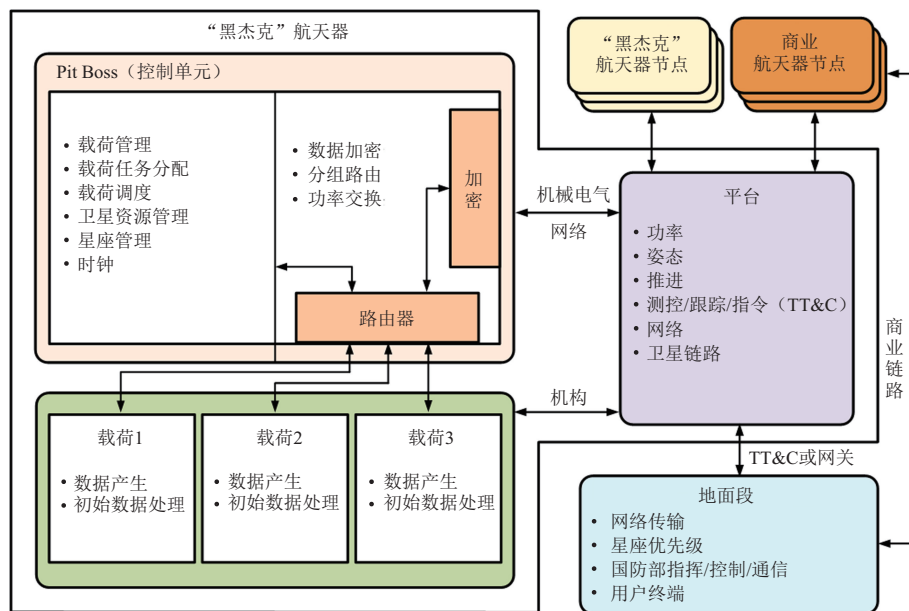 “黑杰克”航天器
Pit Boss（控制单元）
• 载荷管理
• 载荷任务分配
• 载荷调度
• 卫星资源管理
• 星座管理
• 时钟
• 数据加密
• 分组路由
• 功率交换
加密
路由器
载荷1
• 数据产生
• 初始数据处理
载荷2
• 数据产生
• 初始数据处理
载荷3
• 数据产生
• 初始数据处理
机械电气
网络
机构
“黑杰克”
航天器节点
商业
航天器节点
平台
• 功率
• 姿态
• 推进
• 测控/跟踪/指令（TT&C）
• 网络
• 卫星链路
商业链路
TT&C或网关
地面段
• 网络传输
• 星座优先级
• 国防部指挥/控制/通信
• 用户终端